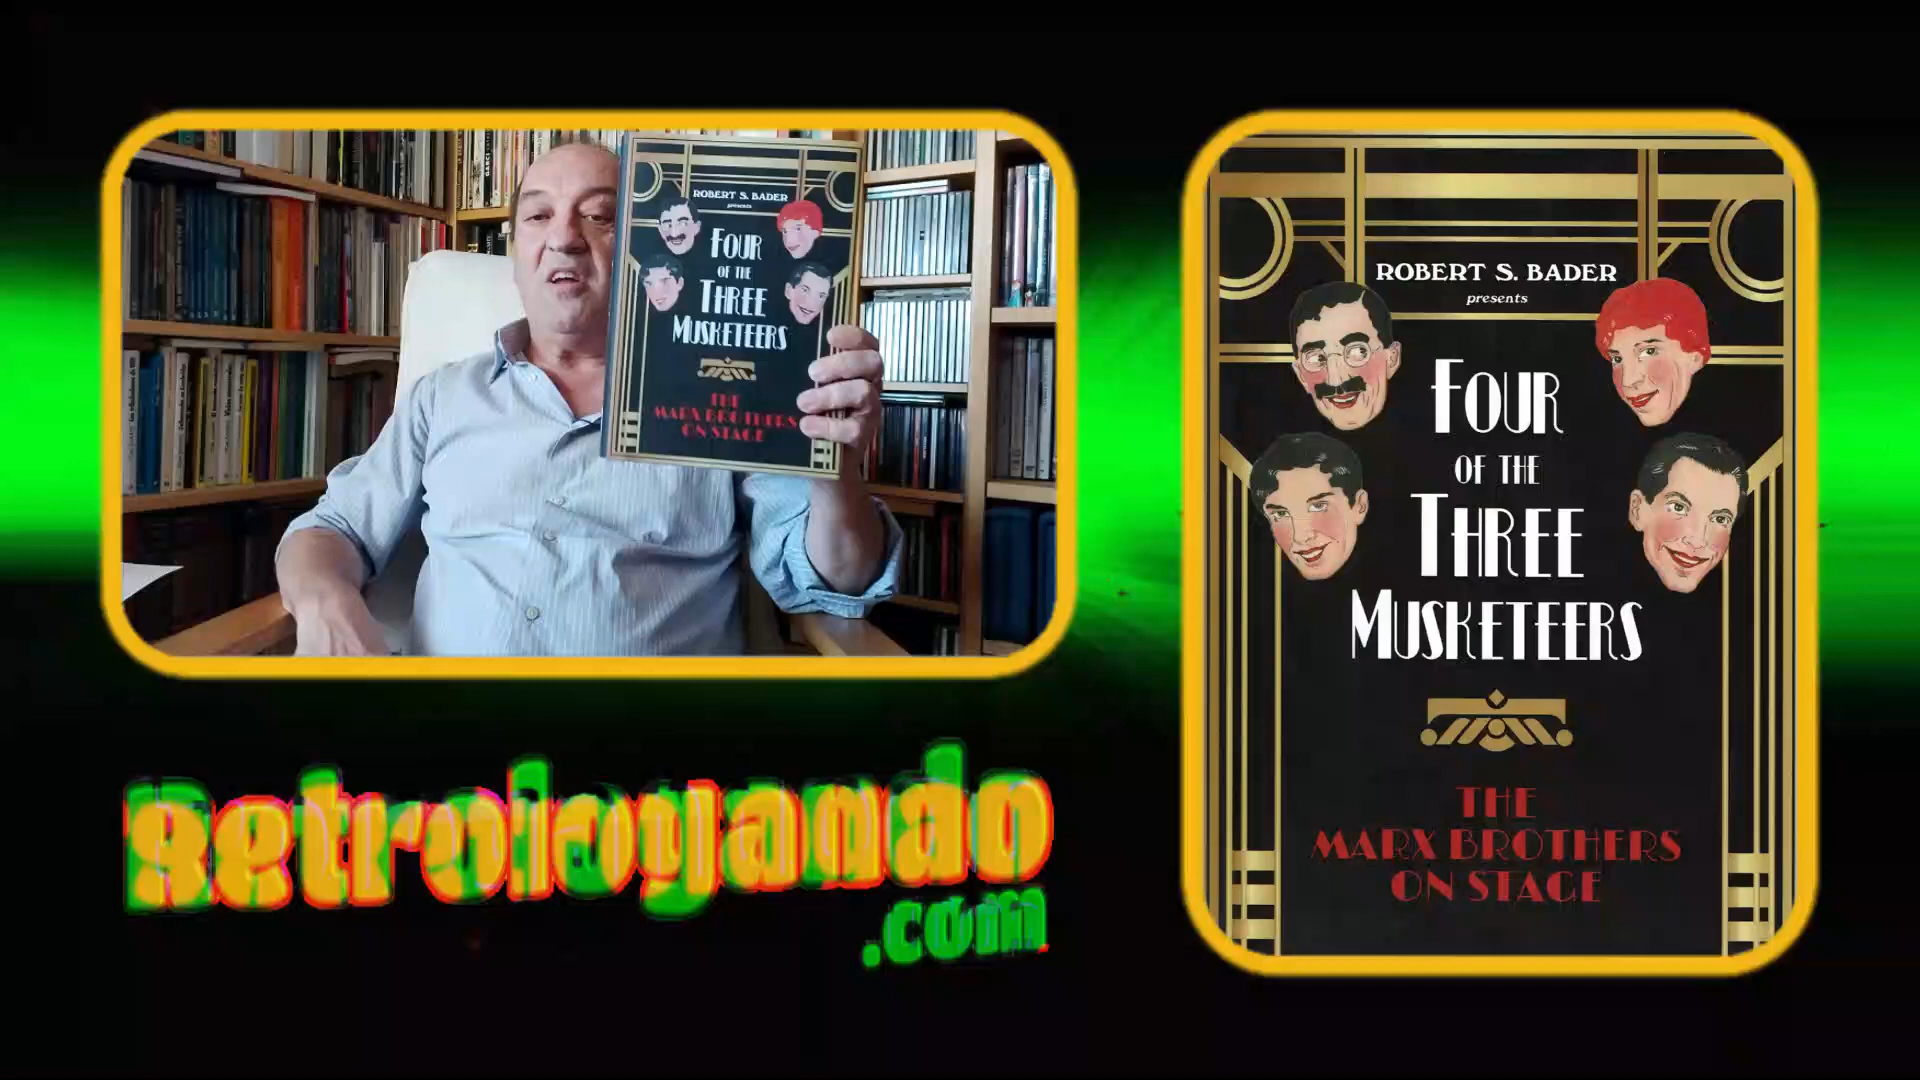 ROBERT S. BADER
presents
FOUR
OF THE
THREE
MUSKETEERS
THE
MARX BROTHERS
ON STAGE
ROBERT S. BADER
presents
FOUR
OF THE
THREE
MUSKETEERS
THE
MARX BROTHERS
ON STAGE
Retrologando
.com